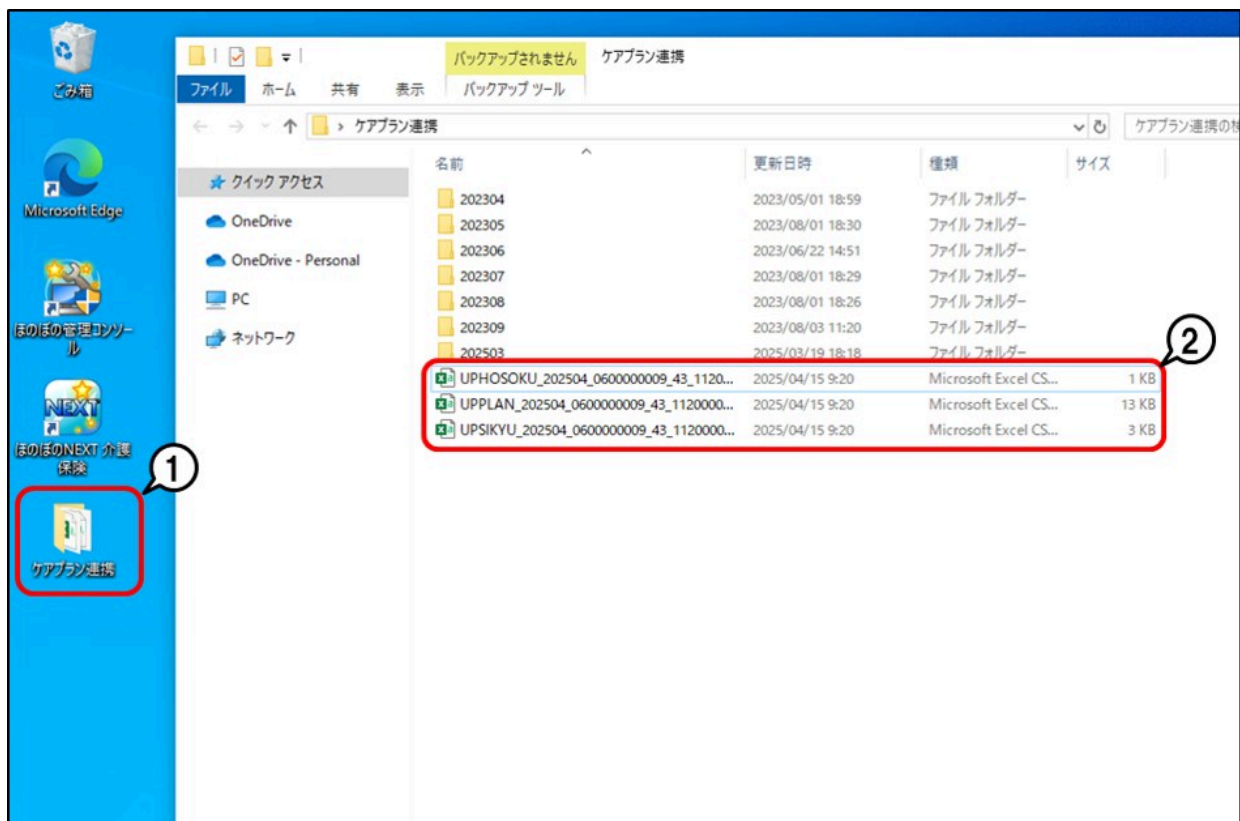 ごみ箱
Microsoft Edge
ほのぼの管理コンソー
ル
ほのぼのNEXT 介護
保険
①
ケアプラン連携
バックアップされません ケアプラン連携
ファイル ホーム 共有 表示 バックアップ ツール
ケアプラン連携 ケアプラン連携の検
クイック アクセス
OneDrive
OneDrive - Personal
PC
ネットワーク
名前 更新日時 種類 サイズ
202304 2023/05/01 18:59 ファイル フォルダー
202305 2023/08/01 18:30 ファイル フォルダー
202306 2023/06/22 14:51 ファイル フォルダー
202307 2023/08/01 18:29 ファイル フォルダー
202308 2023/08/01 18:26 ファイル フォルダー
202309 2023/08/03 11:20 ファイル フォルダー
202503 2025/03/19 18:18 ファイル フォルダー
②
UPHOSOKU_202504_0600000009_43_1120... 2025/04/15 9:20 Microsoft Excel CS... 1 KB
UPPLAN_202504_0600000009_43_1120000... 2025/04/15 9:20 Microsoft Excel CS... 13 KB
UPSIKYU_202504_0600000009_43_1120000... 2025/04/15 9:20 Microsoft Excel CS... 3 KB